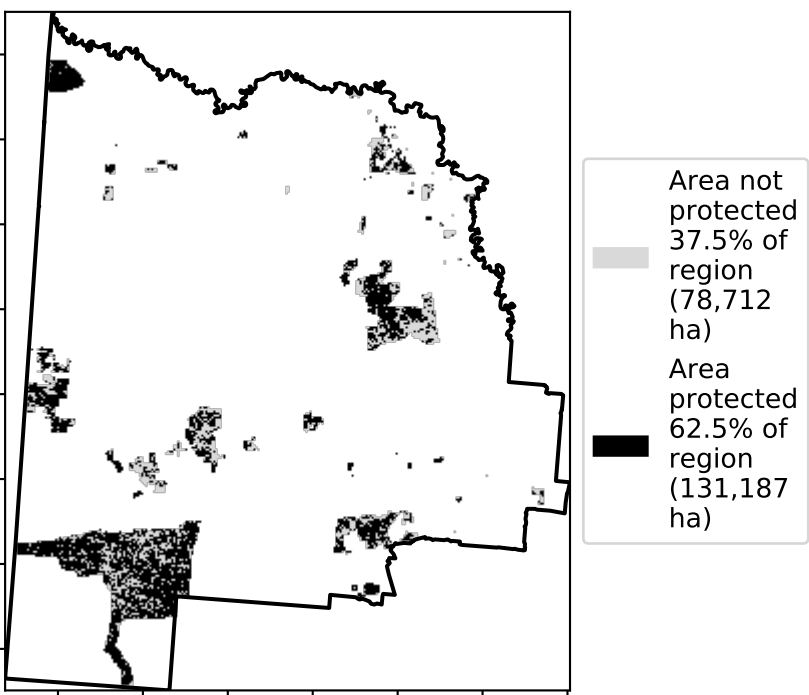 Area not
protected
37.5% of
region
(78,712
ha)
Area
protected
62.5% of
region
(131,187
ha)